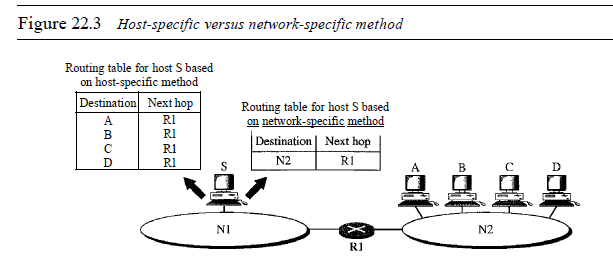 Figure 22.3 Host-specific versus network-specific method
Routing table for host S based
on host-specific method
Destination Next hop
A R1
B R1
C R1
D R1
Routing table for host S based
on network-specific method
Destination Next hop
N2 R1
S
A B C D
N1
R1
N2